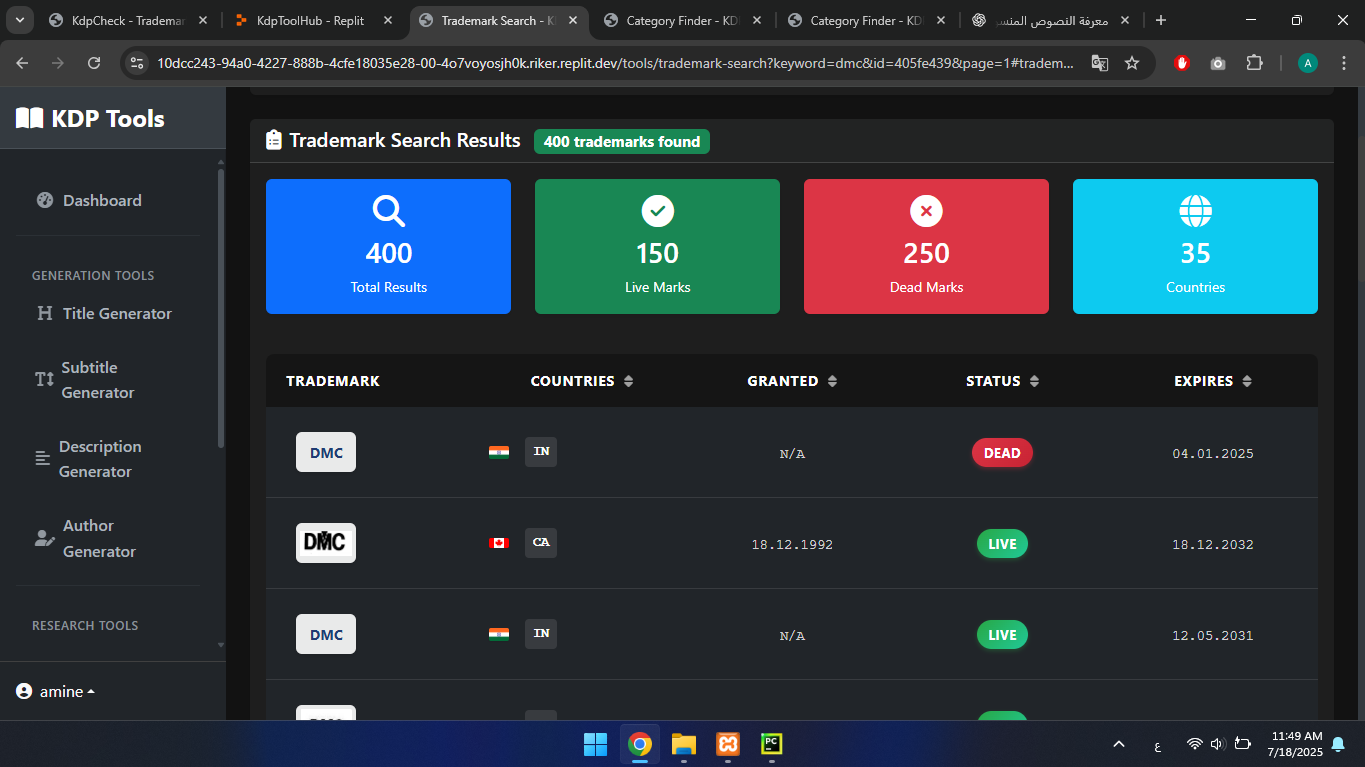 KdpCheck - Trademar
KdpToolHub - Replit
Trademark Search - K
Category Finder - KD
Category Finder - KD
معرفة النصوص المنس
10dcc243-94a0-4227-888b-4cfe18035e28-00-4o7voyosjh0k.riker.replit.dev/tools/trademark-search?keyword=dmc&id=405fe439&page=1#tradem...
A
KDP Tools
Dashboard
GENERATION TOOLS
Title Generator
Subtitle
Generator
Description
Generator
Author
Generator
RESEARCH TOOLS
amine
Trademark Search Results 400 trademarks found
400
Total Results
150
Live Marks
250
Dead Marks
35
Countries
TRADEMARK COUNTRIES GRANTED STATUS EXPIRES
DMC IN N/A DEAD 04.01.2025
DMC CA 18.12.1992 LIVE 18.12.2032
DMC IN N/A LIVE 12.05.2031
PC
ع
11:49 AM
7/18/2025